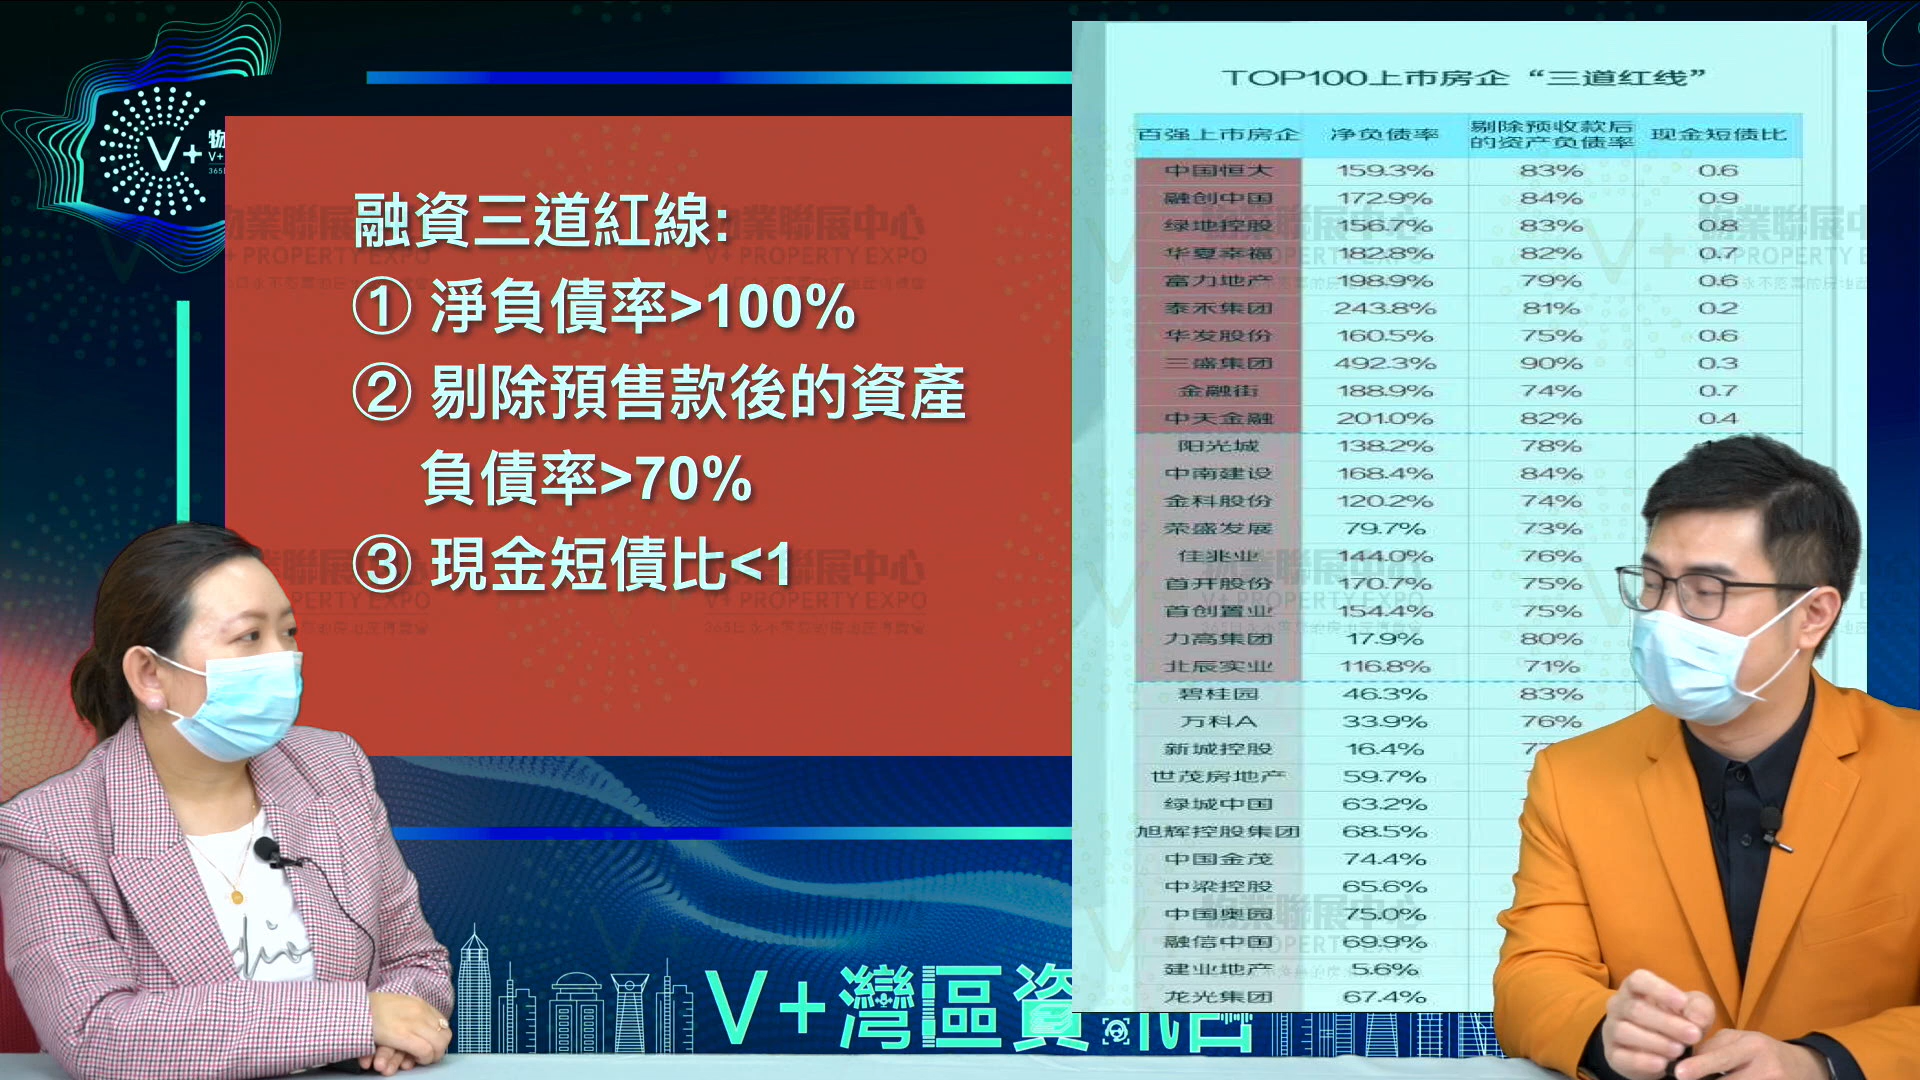 融資三道紅線:
① 淨負債率>100%
② 剔除預售款後的資產
負債率>70%
③ 現金短債比<1
TOP100上市房企“三道红线”
百强上市房企 净负债率 剔除预收款后的资产负债率 现金短债比
中国恒大 159.3% 83% 0.6
融创中国 172.9% 84% 0.9
绿地控股 156.7% 83% 0.8
华夏幸福 182.8% 82% 0.7
富力地产 198.9% 79% 0.6
泰禾集团 243.8% 81% 0.2
华发股份 160.5% 75% 0.6
三盛集团 492.3% 90% 0.3
金融街 188.9% 74% 0.7
中天金融 201.0% 82% 0.4
阳光城 138.2% 78%
中南建设 168.4% 84%
金科股份 120.2% 74%
荣盛发展 79.7% 73%
佳兆业 144.0% 76%
首开股份 170.7% 75%
首创置业 154.4% 75%
力高集团 17.9% 80%
北辰实业 116.8% 71%
碧桂园 46.3% 83%
万科A 33.9% 76%
新城控股 16.4%
世茂房地产 59.7%
绿城中国 63.2%
旭辉控股集团 68.5%
中国金茂 74.4%
中梁控股 65.6%
中国奥园 75.0%
融信中国 69.9%
建业地产 5.6%
龙光集团 67.4%
V+
物業聯展中心
V+ PROPERTY EXPO
V+灣區資訊台